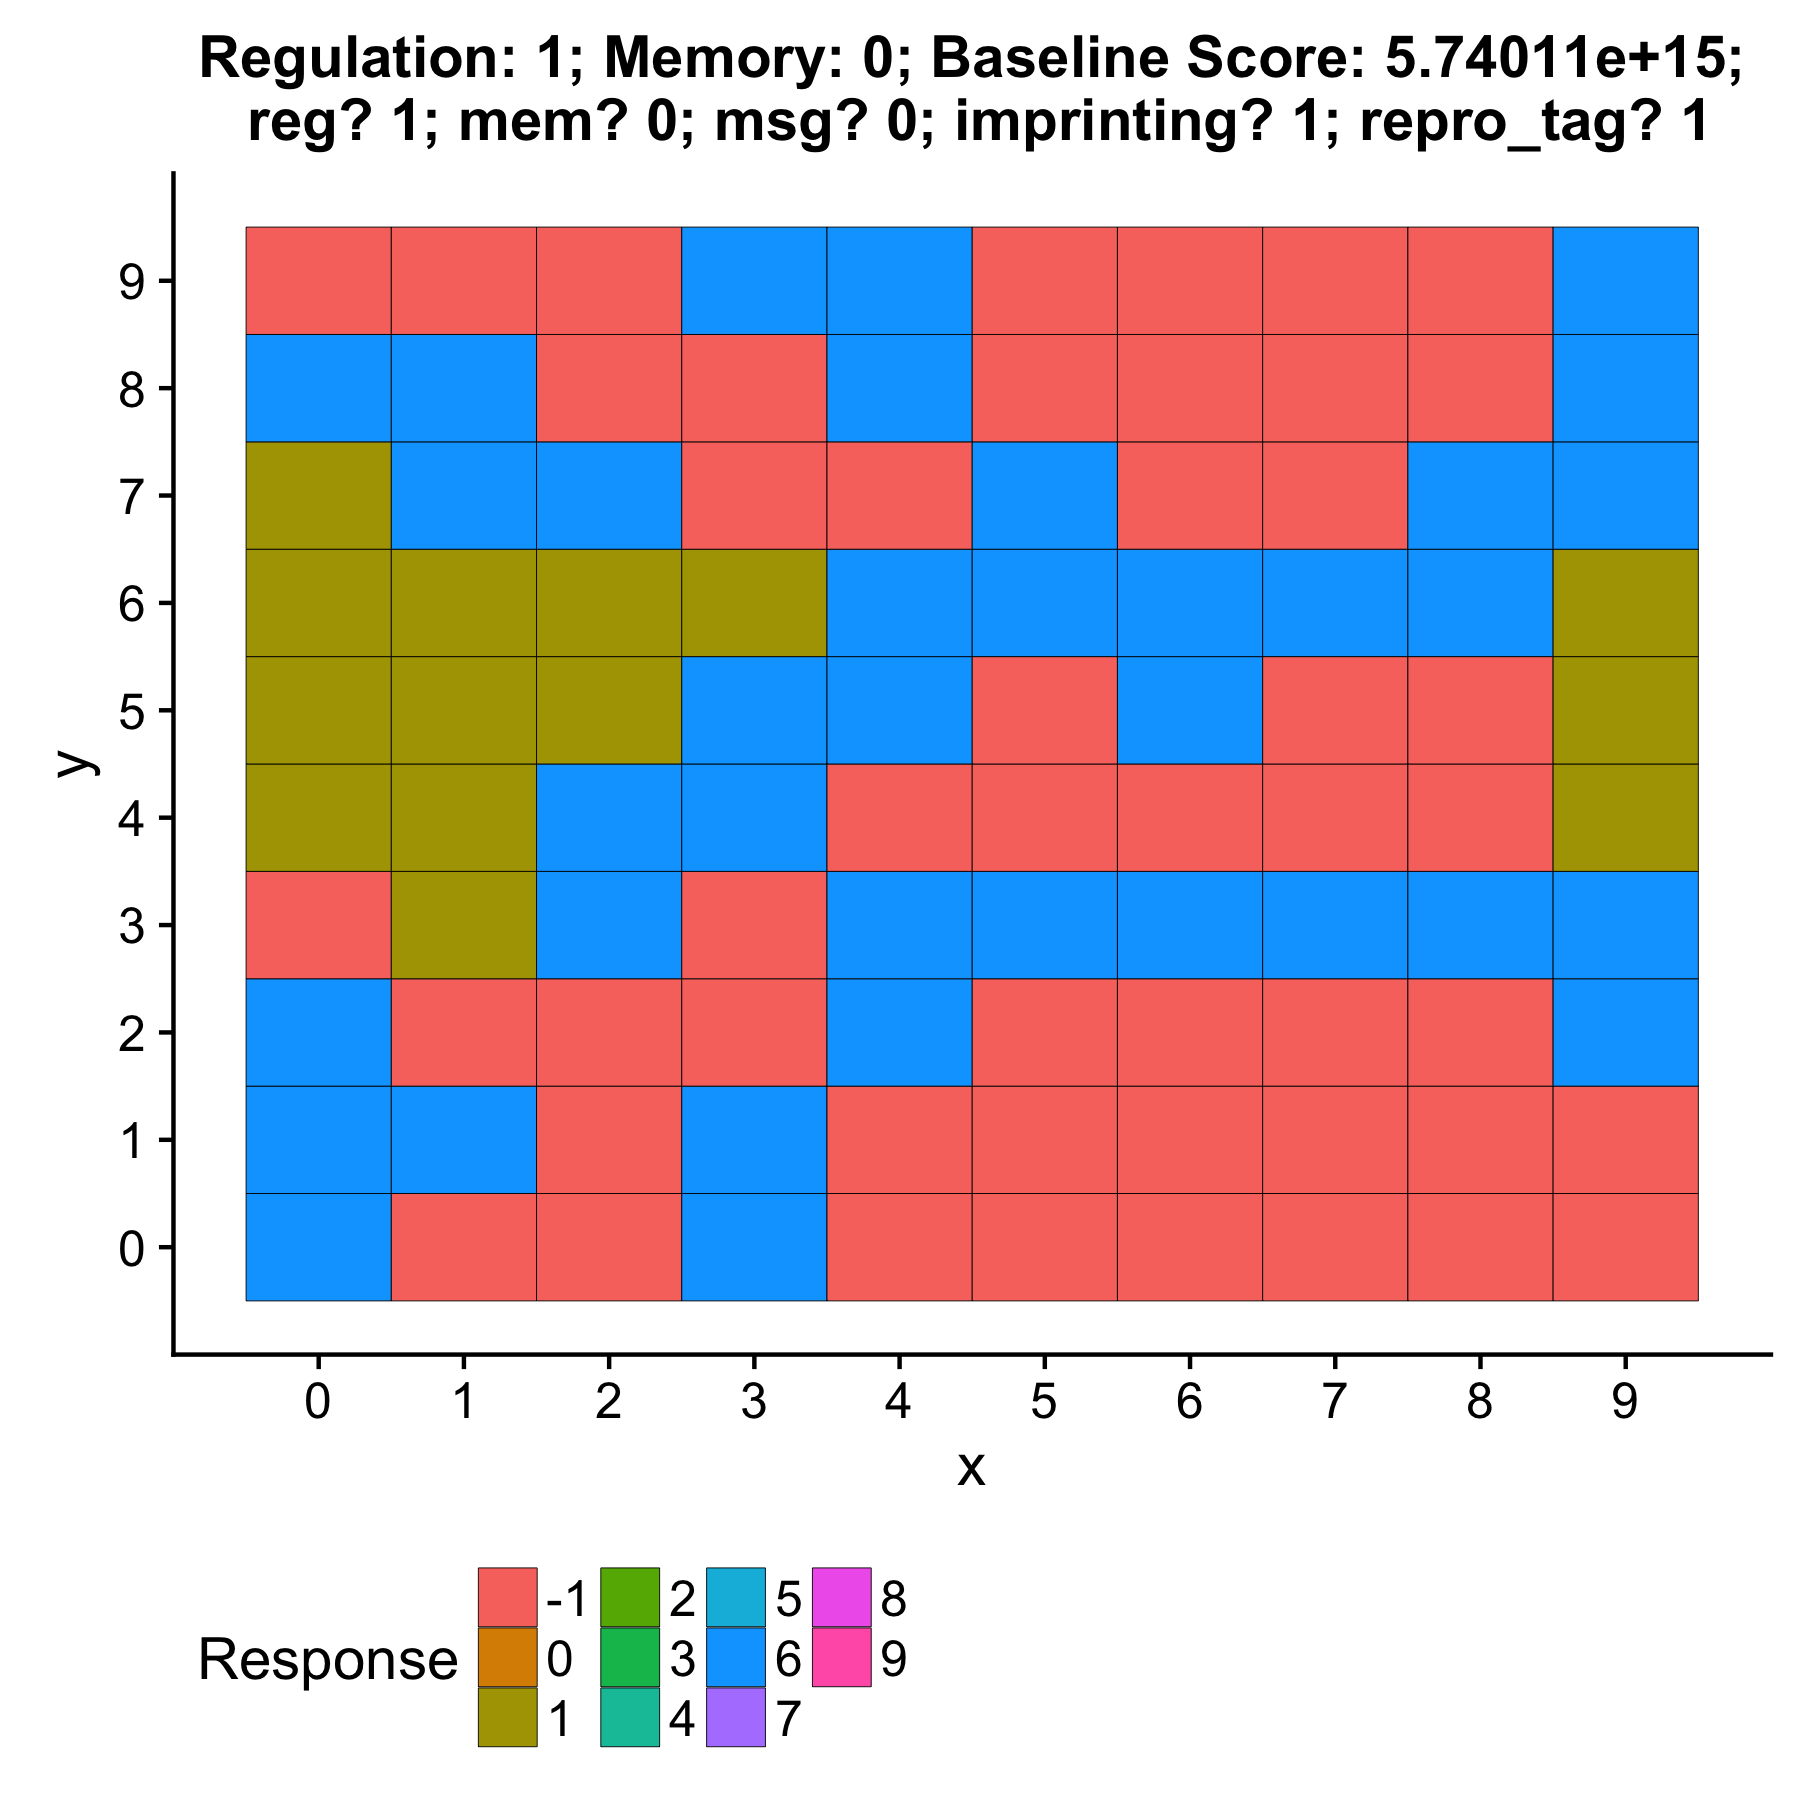 Regulation: 1; Memory: 0; Baseline Score: 5.74011e+15;
reg? 1; mem? 0; msg? 0; imprinting? 1; repro_tag? 1
9
8
7
6
5
4
3
2
1
0
y
0 1 2 3 4 5 6 7 8 9
x
Response
-1 2 5 8
0 3 6 9
1 4 7